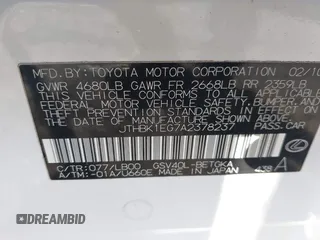 MFD. BY: TOYOTA MOTOR CORPORATION 02/10
GVWR 4680LB GAWR FR 2668LB RR 2359LB
THIS VEHICLE CONFORMS TO ALL APPLICABLE
FEDERAL MOTOR VEHICLE SAFETY, BUMPER, AND
THEFT PREVENTION STANDARDS IN EFFECT ON
THE DATE OF MANUFACTURE SHOWN ABOVE.
JTHBK1EG7A2378237 PASS.CAR
C/TR:077/LB00 GSV40L-BETGKA
A/TM:-01A/U660E MADE IN JAPAN 438 A